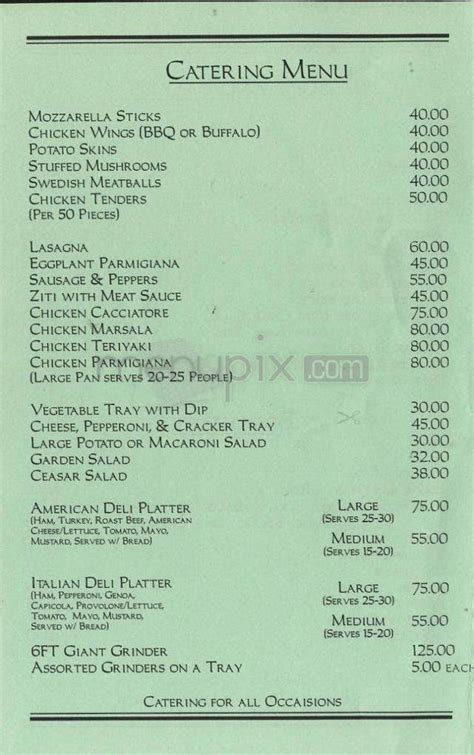 CATERING MENU
MOZZARELLA STICKS 40.00
CHICKEN WINGS (BBQ OR BUFFALO) 40.00
POTATO SKINS 40.00
STUFFED MUSHROOMS 40.00
SWEDISH MEATBALLS 40.00
CHICKEN TENDERS 50.00
(PER 50 PIECES)
LASAGNA 60.00
EGGPLANT PARMIGIANA 45.00
SAUSAGE & PEPPERS 55.00
ZITI WITH MEAT SAUCE 45.00
CHICKEN CACCIATORE 75.00
CHICKEN MARSALA 80.00
CHICKEN TERIYAKI 80.00
CHICKEN PARMIGIANA 80.00
(LARGE PAN SERVES 20-25 PEOPLE)
menupix.com
VEGETABLE TRAY WITH DIP 30.00
CHEESE, PEPPERONI, & CRACKER TRAY 45.00
LARGE POTATO OR MACARONI SALAD 30.00
GARDEN SALAD 32.00
CEASAR SALAD 38.00
AMERICAN DELI PLATTER LARGE 75.00
(HAM, TURKEY, ROAST BEEF, AMERICAN (SERVES 25-30)
CHEESE/LETTUCE, TOMATO, MAYO,
MUSTARD, SERVED W/ BREAD) MEDIUM 55.00
(SERVES 15-20)
ITALIAN DELI PLATTER LARGE 75.00
(HAM, PEPPERONI, GENOA, (SERVES 25-30)
CAPICOLA, PROVOLONE/LETTUCE,
TOMATO, MAYO, MUSTARD, MEDIUM 55.00
SERVED W/ BREAD) (SERVES 15-20)
6FT GIANT GRINDER 125.00
ASSORTED GRINDERS ON A TRAY 5.00 EACH
CATERING FOR ALL OCCAISIONS